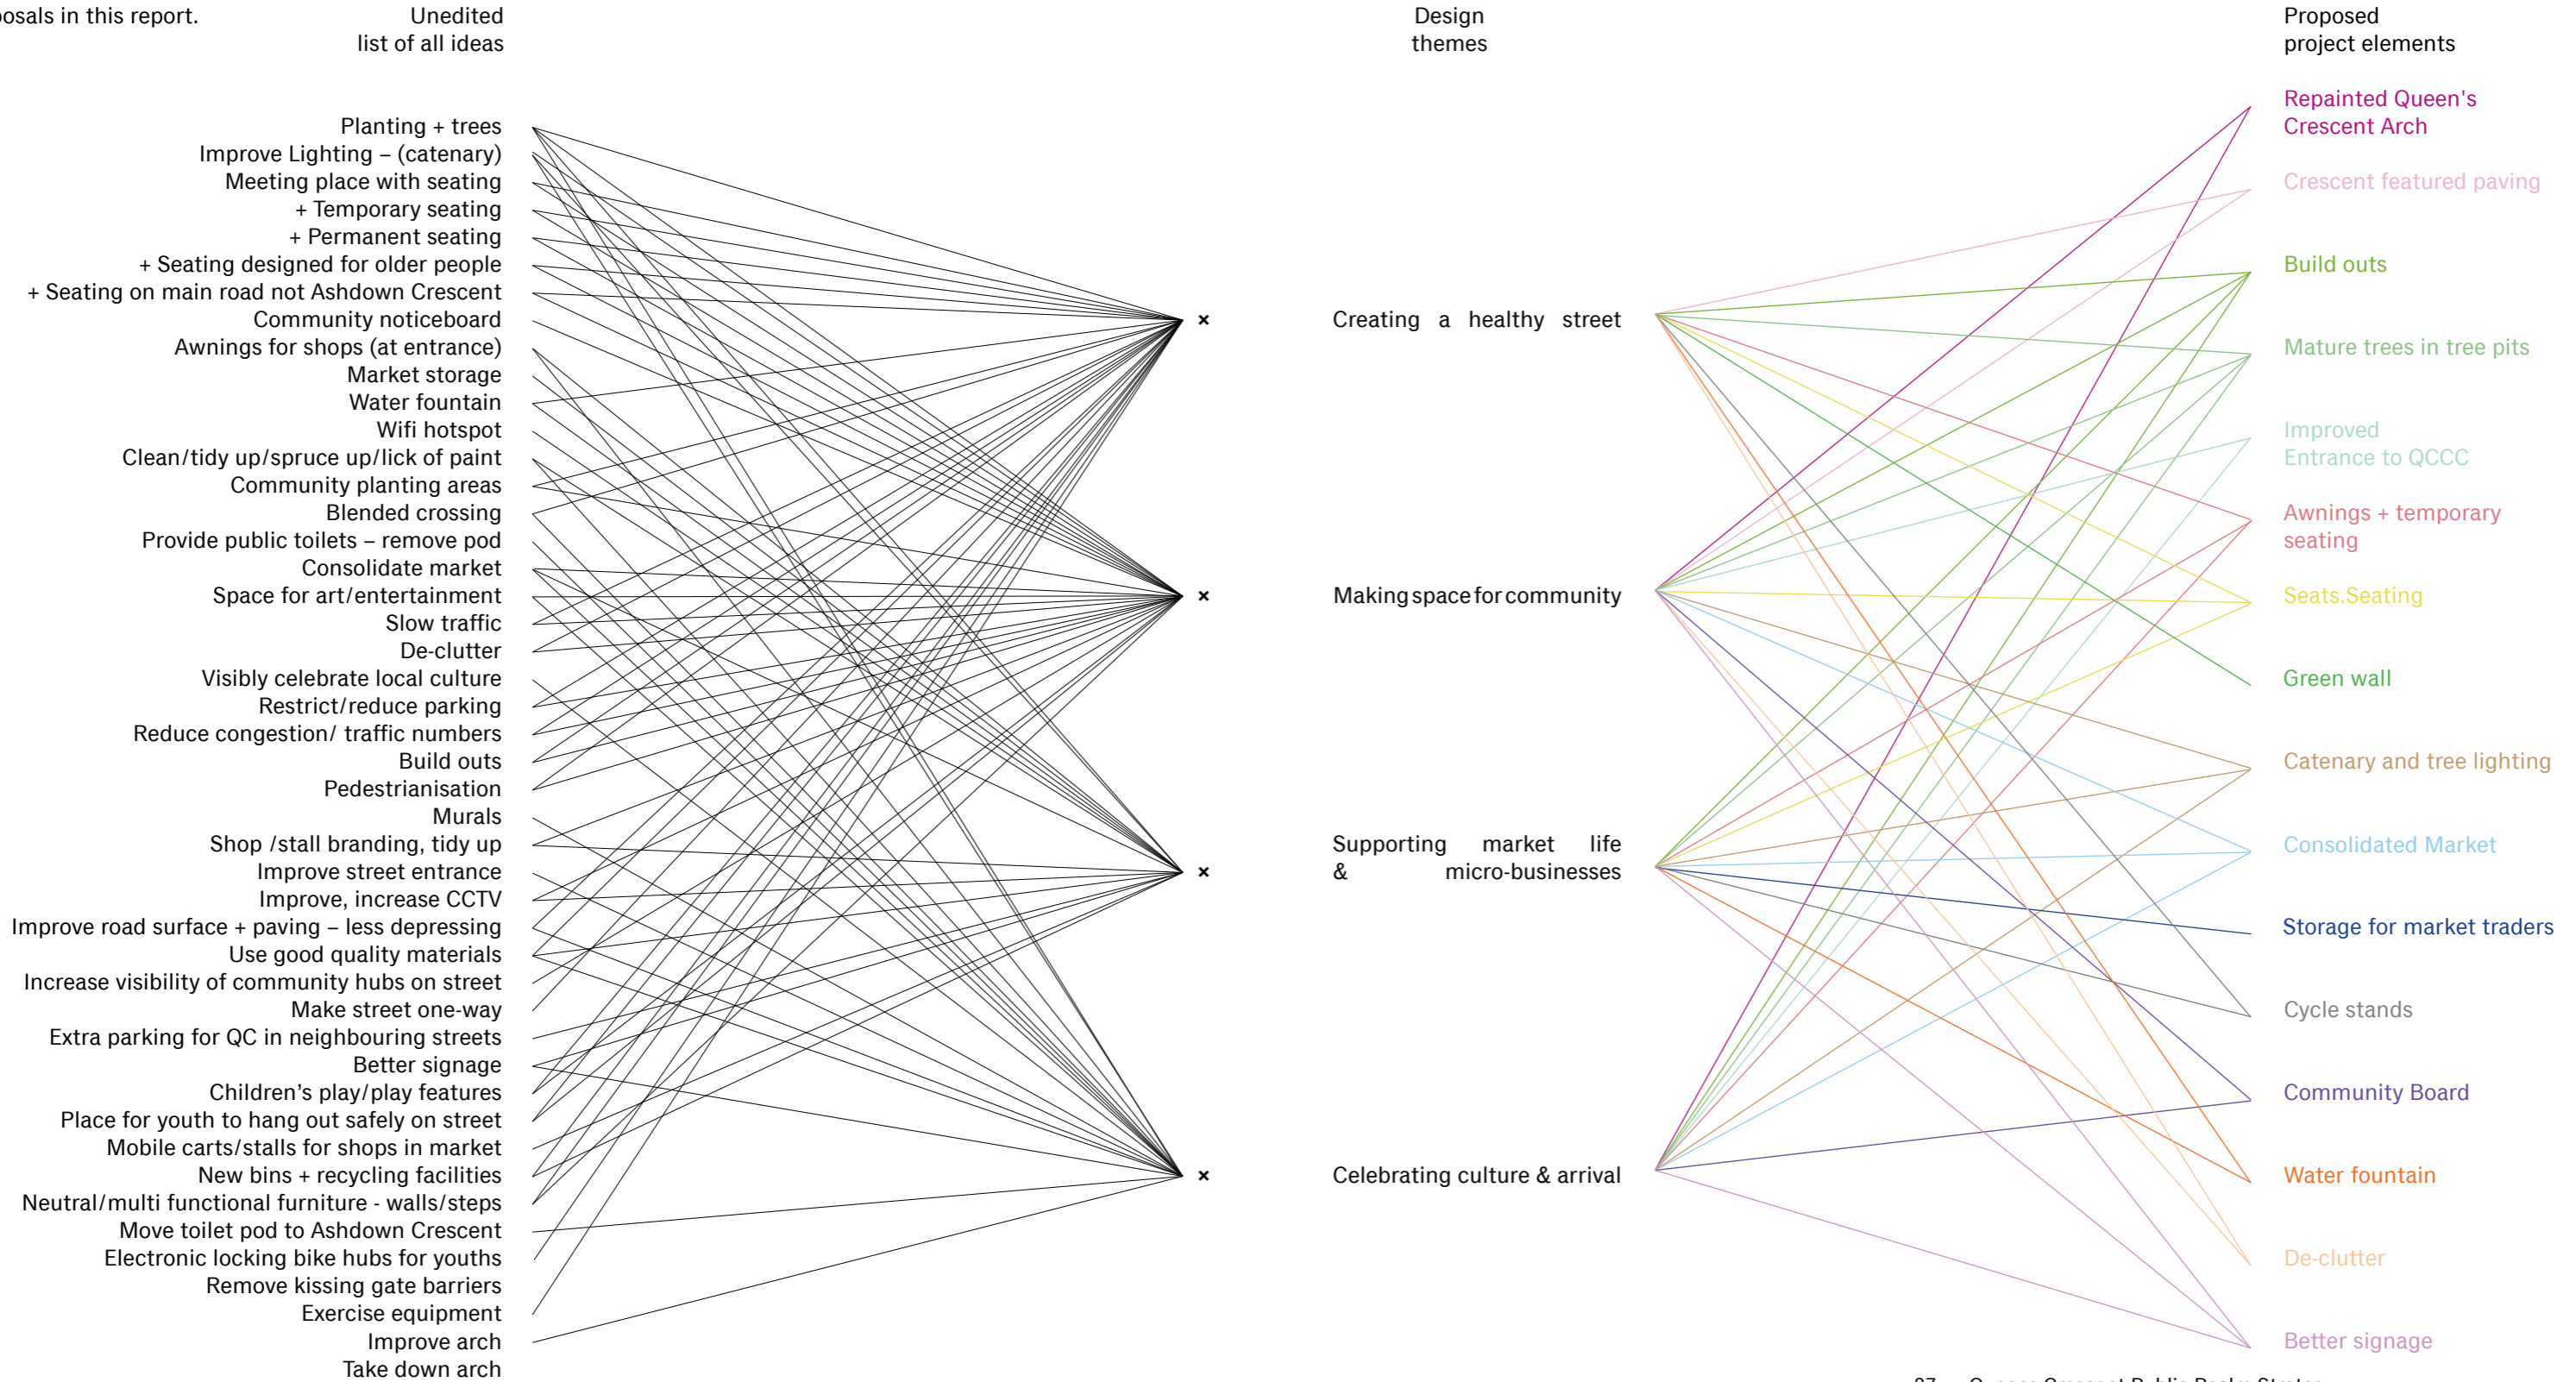 posals in this report.
Unedited
list of all ideas
Planting + trees
Improve Lighting – (catenary)
Meeting place with seating
+ Temporary seating
+ Permanent seating
+ Seating designed for older people
+ Seating on main road not Ashdown Crescent
Community noticeboard
Awnings for shops (at entrance)
Market storage
Water fountain
Wifi hotspot
Clean/tidy up/spruce up/lick of paint
Community planting areas
Blended crossing
Provide public toilets – remove pod
Consolidate market
Space for art/entertainment
Slow traffic
De-clutter
Visibly celebrate local culture
Restrict/reduce parking
Reduce congestion/ traffic numbers
Build outs
Pedestrianisation
Murals
Shop /stall branding, tidy up
Improve street entrance
Improve, increase CCTV
Improve road surface + paving – less depressing
Use good quality materials
Increase visibility of community hubs on street
Make street one-way
Extra parking for QC in neighbouring streets
Better signage
Children’s play/play features
Place for youth to hang out safely on street
Mobile carts/stalls for shops in market
New bins + recycling facilities
Neutral/multi functional furniture - walls/steps
Move toilet pod to Ashdown Crescent
Electronic locking bike hubs for youths
Remove kissing gate barriers
Exercise equipment
Improve arch
Take down arch
Design
themes
Creating a healthy street
Making space for community
Supporting market life
& micro-businesses
Celebrating culture & arrival
Proposed
project elements
Repainted Queen's
Crescent Arch
Crescent featured paving
Build outs
Mature trees in tree pits
Improved
Entrance to QCCC
Awnings + temporary
seating
Seats.Seating
Green wall
Catenary and tree lighting
Consolidated Market
Storage for market traders
Cycle stands
Community Board
Water fountain
De-clutter
Better signage